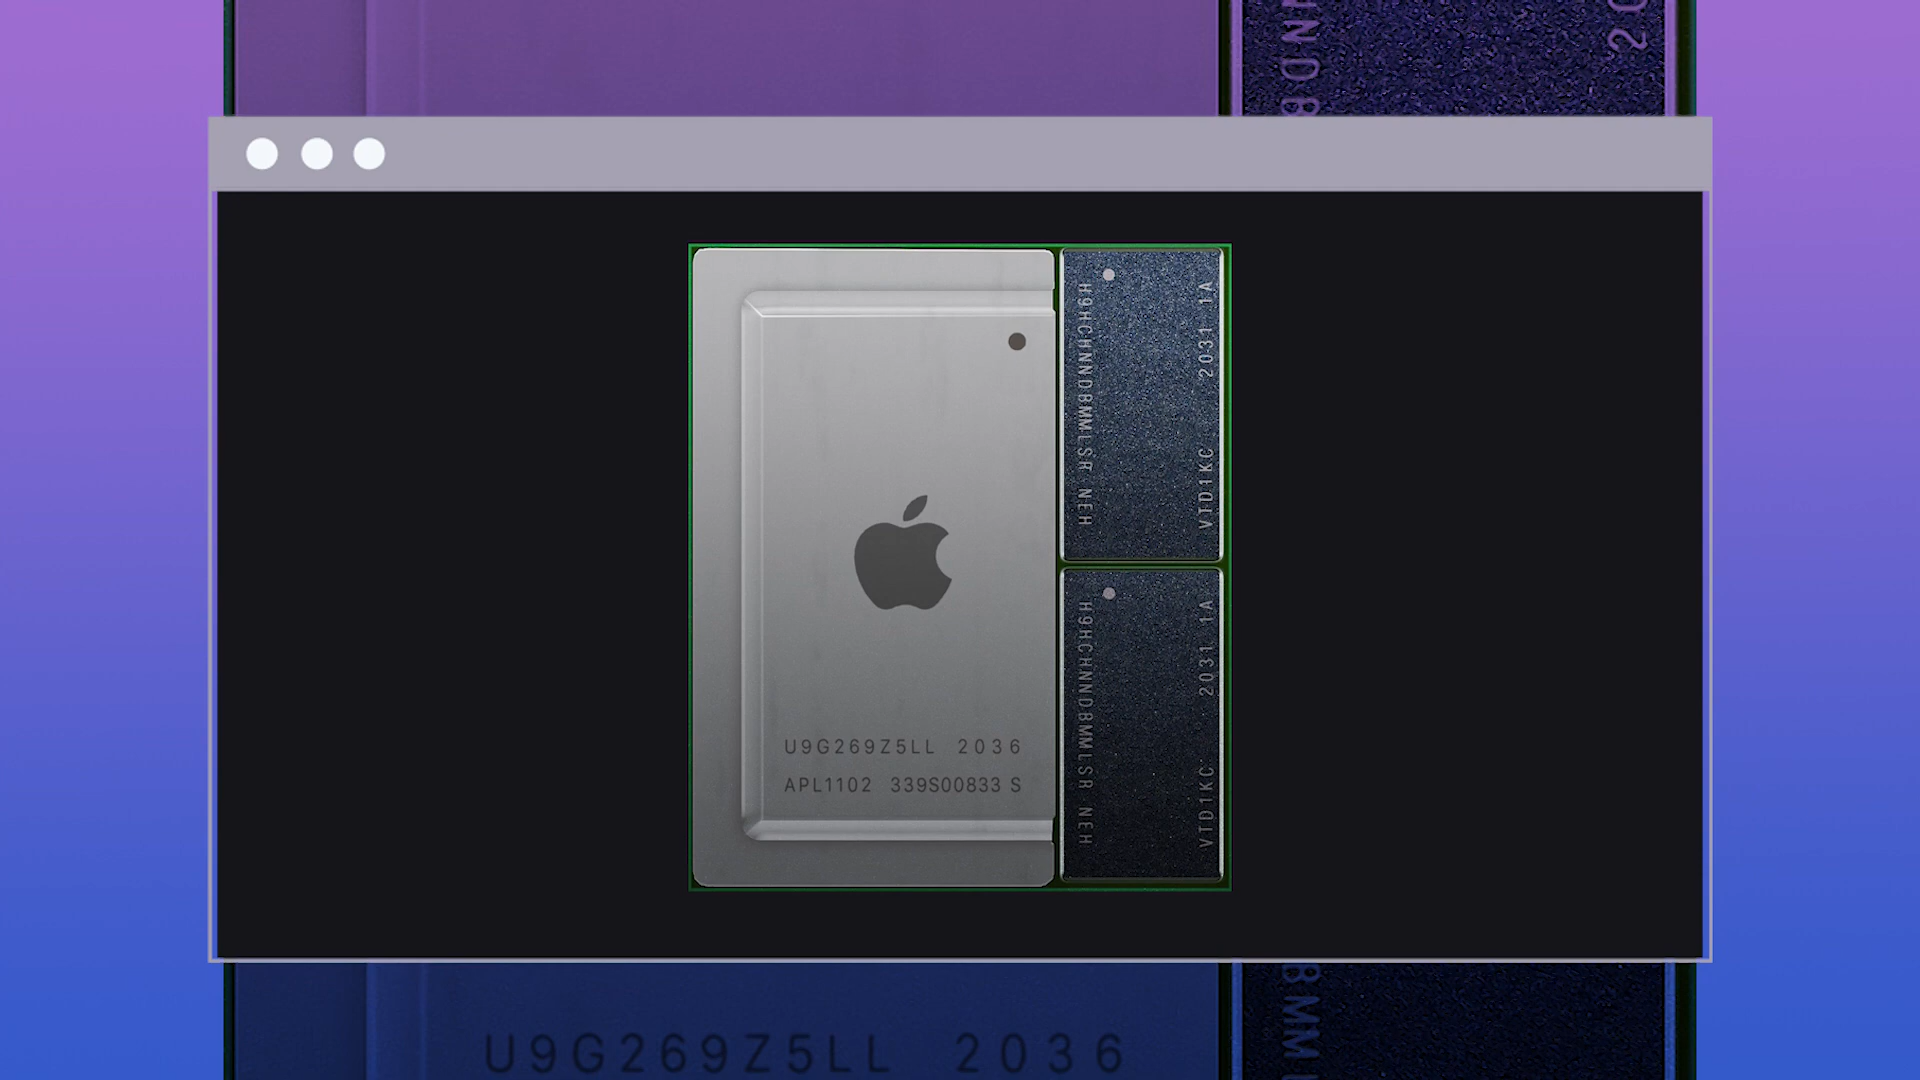 U9G269Z5LL 2036
APL1102 339S00833 S
H9HCHNNDBMMLSR NEH
2031 1A
VTD1KC
H9HCHNNDBMMLSR NEH
2031 1A
VTD1KC
U9G269Z5LL 2036